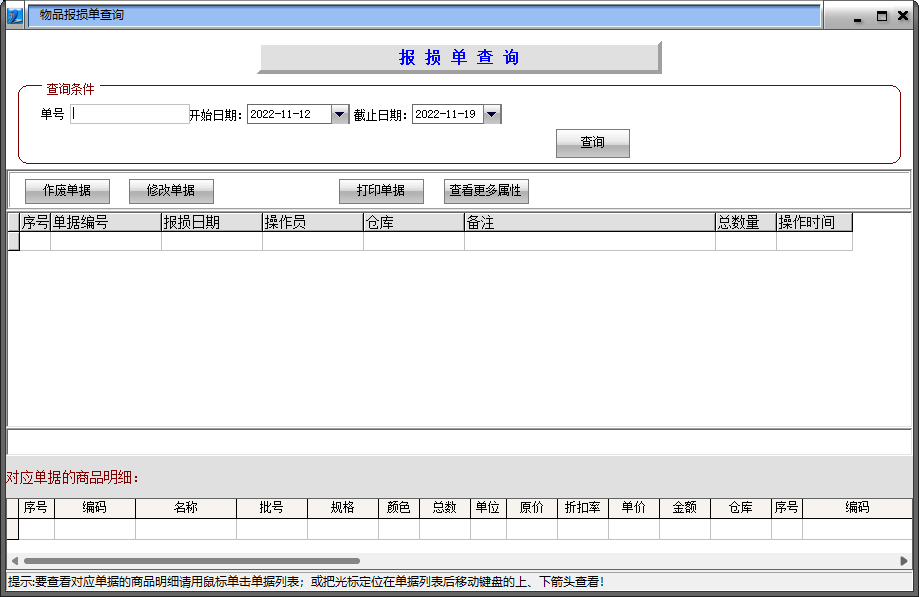 物品报损单查询
报 损 单 查 询
查询条件
单号 开始日期: 2022-11-12 截止日期: 2022-11-19
查询
作废单据 修改单据 打印单据 查看更多属性
序号 单据编号 报损日期 操作员 仓库 备注 总数量 操作时间
对应单据的商品明细:
序号 编码 名称 批号 规格 颜色 总数 单位 原价 折扣率 单价 金额 仓库 序号 编码
提示:要查看对应单据的商品明细请用鼠标单击单据列表；或把光标定位在单据列表后移动键盘的上、下箭头查看!